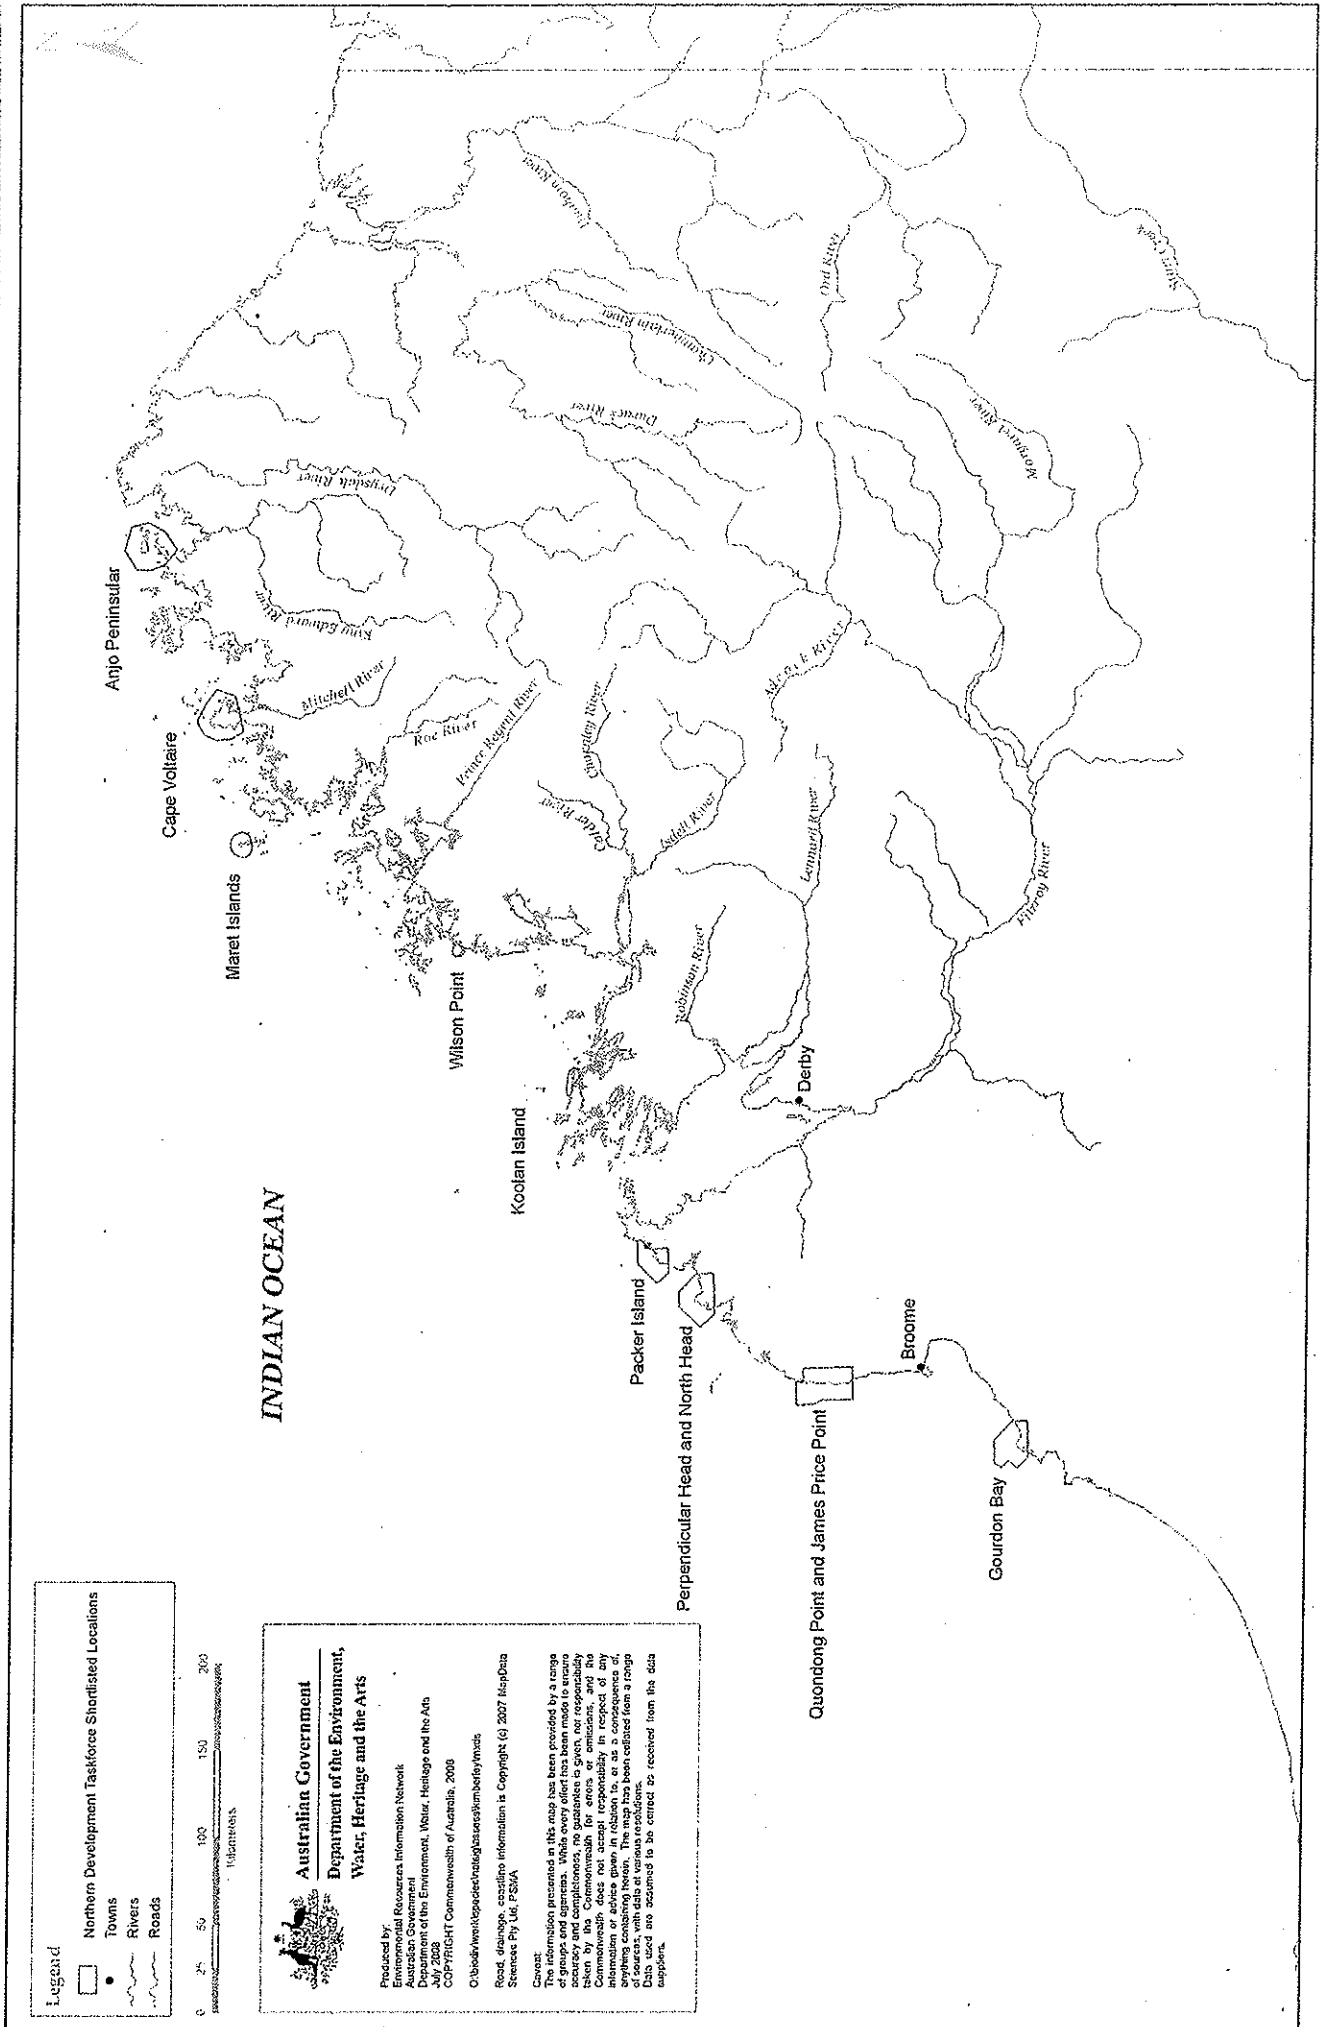 Legend
Northern Development Taskforce Shortlisted Locations
Towns
Rivers
Roads
0 25 50 100 150 200
Kilometers
Australian Government
Department of the Environment,
Water, Heritage and the Arts
Produced by:
Environmental Resources Information Network
Australian Government
Department of the Environment, Water, Heritage and the Arts
July 2008
COPYRIGHT Commonwealth of Australia, 2008
Road, drainage, coastline information is Copyright (c) 2007 MapData
Sciences Pty Ltd, PSMA
Caveat:
The information presented in this map has been provided by a range
of groups and agencies. While every effort has been made to ensure
accuracy and completeness, no guarantee is given, nor responsibility
taken by the Commonwealth for errors or omissions, and the
Commonwealth does not accept responsibility in respect of any
information or advice given in relation to, or as a consequence of,
anything containing herein. The map has been collated from a range
of sources, with data at various resolutions.
Data used are assumed to be correct as received from the data
suppliers.
INDIAN OCEAN
Anjo Peninsular
Cape Voltaire
Maret Islands
Wilson Point
Koolan Island
Packer Island
Perpendicular Head and North Head
Quondong Point and James Price Point
Broome
Gourdon Bay
Derby
Drysdale River
King Edward River
Mitchell River
Roe River
Prince Regent River
Charnley River
Calder River
Isdell River
Robinson River
Lennard River
Adcock River
Fitzroy River
Margaret River
Ord River
Durack River
Chamberlain River
Dunham River
Sturt Creek